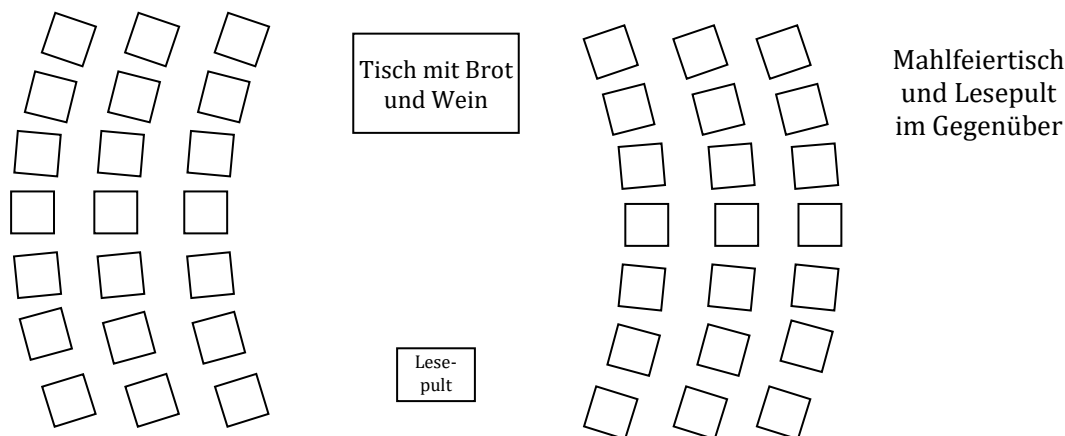 Tisch mit Brot
und Wein
Mahlfeiertisch
und Lesepult
im Gegenüber
Lese-
pult